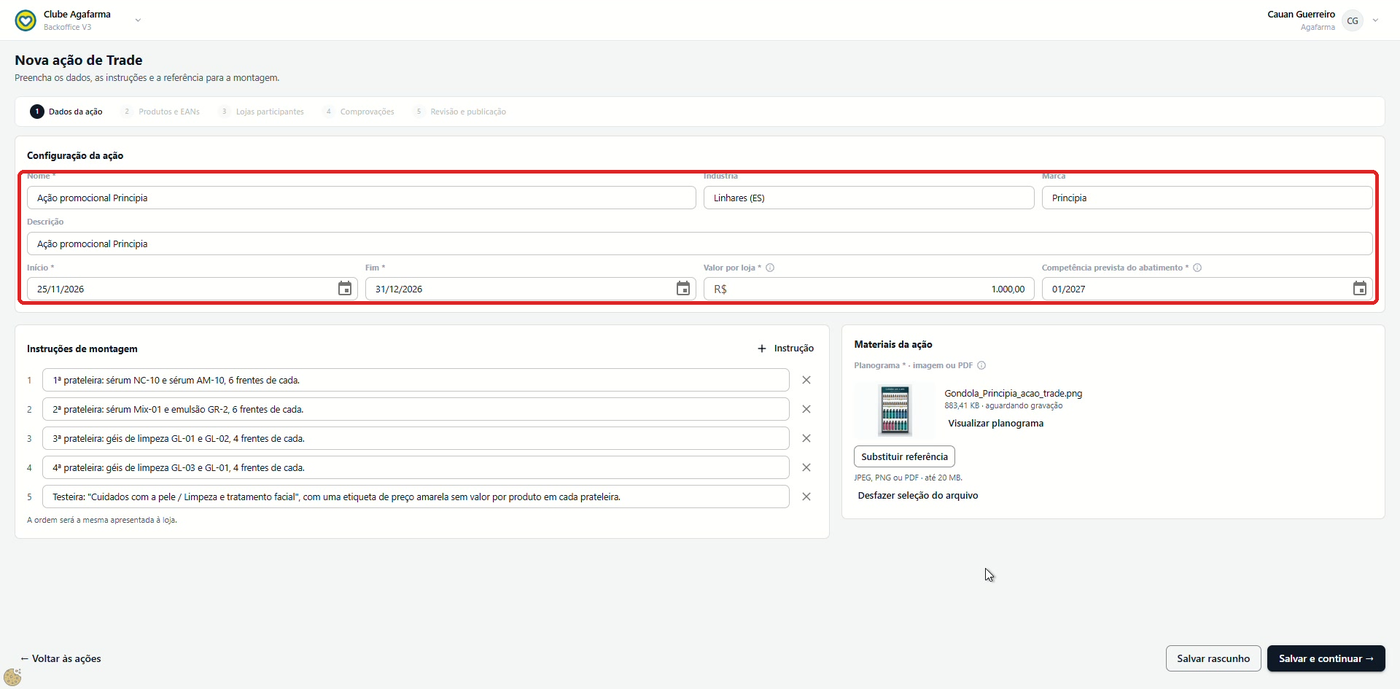 Clube Agafarma
Backoffice V3
Cauan Guerreiro
Agafarma
CG
Nova ação de Trade
Preencha os dados, as instruções e a referência para a montagem.
1 Dados da ação
2 Produtos e EANs
3 Lojas participantes
4 Comprovações
5 Revisão e publicação
Configuração da ação
Nome * Indústria Marca
Ação promocional Principia Linhares (ES) Principia
Descrição
Ação promocional Principia
Início * Fim * Valor por loja * Competência prevista do abatimento *
25/11/2026 31/12/2026 R$ 1.000,00 01/2027
Instruções de montagem + Instrução
1 1ª prateleira: sérum NC-10 e sérum AM-10, 6 frentes de cada.
2 2ª prateleira: sérum Mix-01 e emulsão GR-2, 6 frentes de cada.
3 3ª prateleira: géis de limpeza GL-01 e GL-02, 4 frentes de cada.
4 4ª prateleira: géis de limpeza GL-03 e GL-01, 4 frentes de cada.
5 Testeira: "Cuidados com a pele / Limpeza e tratamento facial", com uma etiqueta de preço amarela sem valor por produto em cada prateleira.
A ordem será a mesma apresentada à loja.
Materiais da ação
Planograma * - imagem ou PDF
Gondola_Principia_acao_trade.png
883,41 KB · aguardando gravação
Visualizar planograma
Substituir referência
JPEG, PNG ou PDF · até 20 MB.
Desfazer seleção do arquivo
← Voltar às ações
Salvar rascunho
Salvar e continuar →